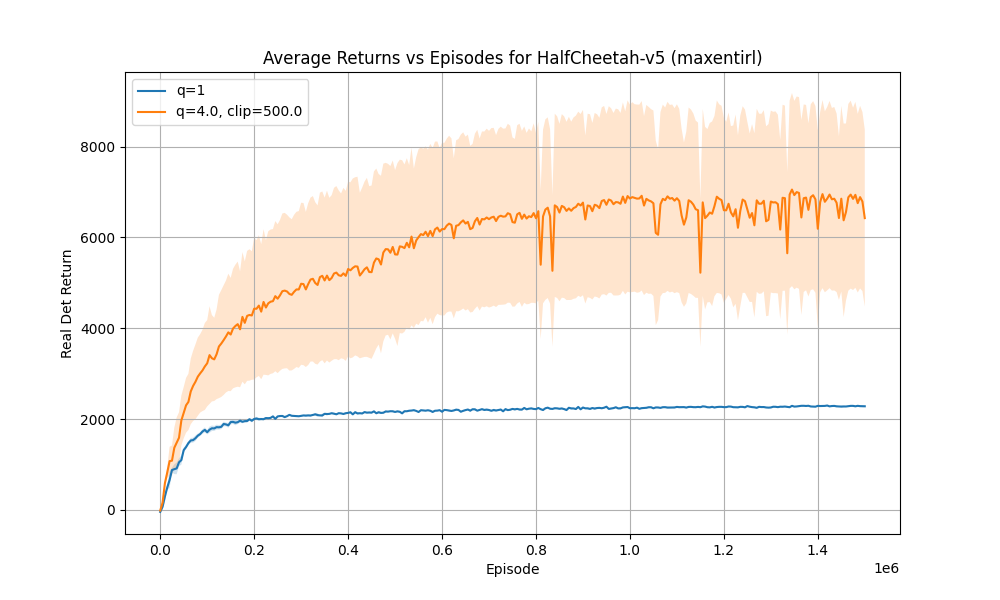 Average Returns vs Episodes for HalfCheetah-v5 (maxentirl)
q=1
q=4.0, clip=500.0
Real Det Return
8000
6000
4000
2000
0
0.0 0.2 0.4 0.6 0.8 1.0 1.2 1.4
1e6
Episode